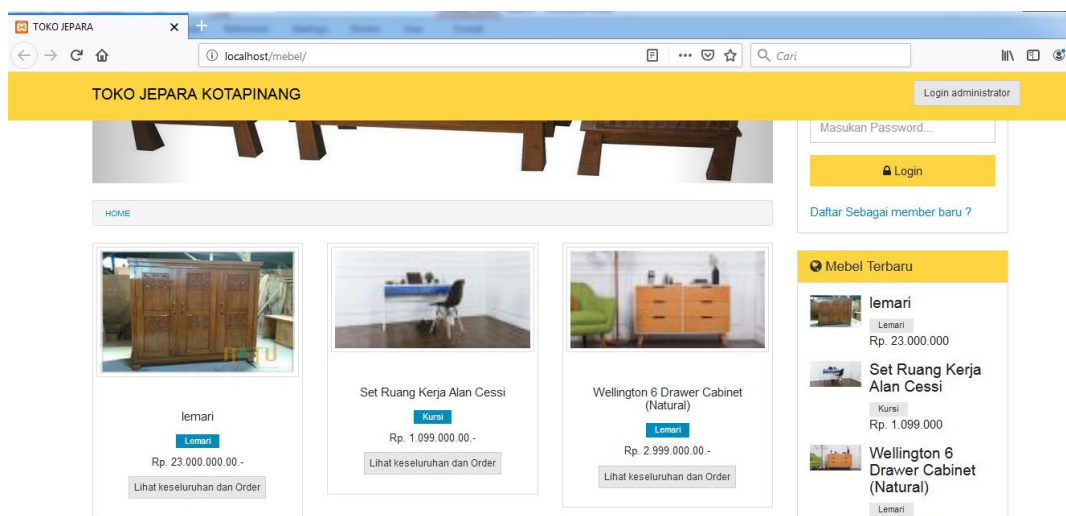 TOKO JEPARA
localhost/mebel/
Cari
TOKO JEPARA KOTAPINANG
Login administrator
Masukan Password...
Login
Daftar Sebagai member baru ?
HOME
lemari
Lemari
Rp. 23.000.000.00.-
Lihat keseluruhan dan Order
Set Ruang Kerja Alan Cessi
Kursi
Rp. 1.099.000.00.-
Lihat keseluruhan dan Order
Wellington 6 Drawer Cabinet
(Natural)
Lemari
Rp. 2.999.000.00.-
Lihat keseluruhan dan Order
Mebel Terbaru
lemari
Lemari
Rp. 23.000.000
Set Ruang Kerja
Alan Cessi
Kursi
Rp. 1.099.000
Wellington 6
Drawer Cabinet
(Natural)
Lemari